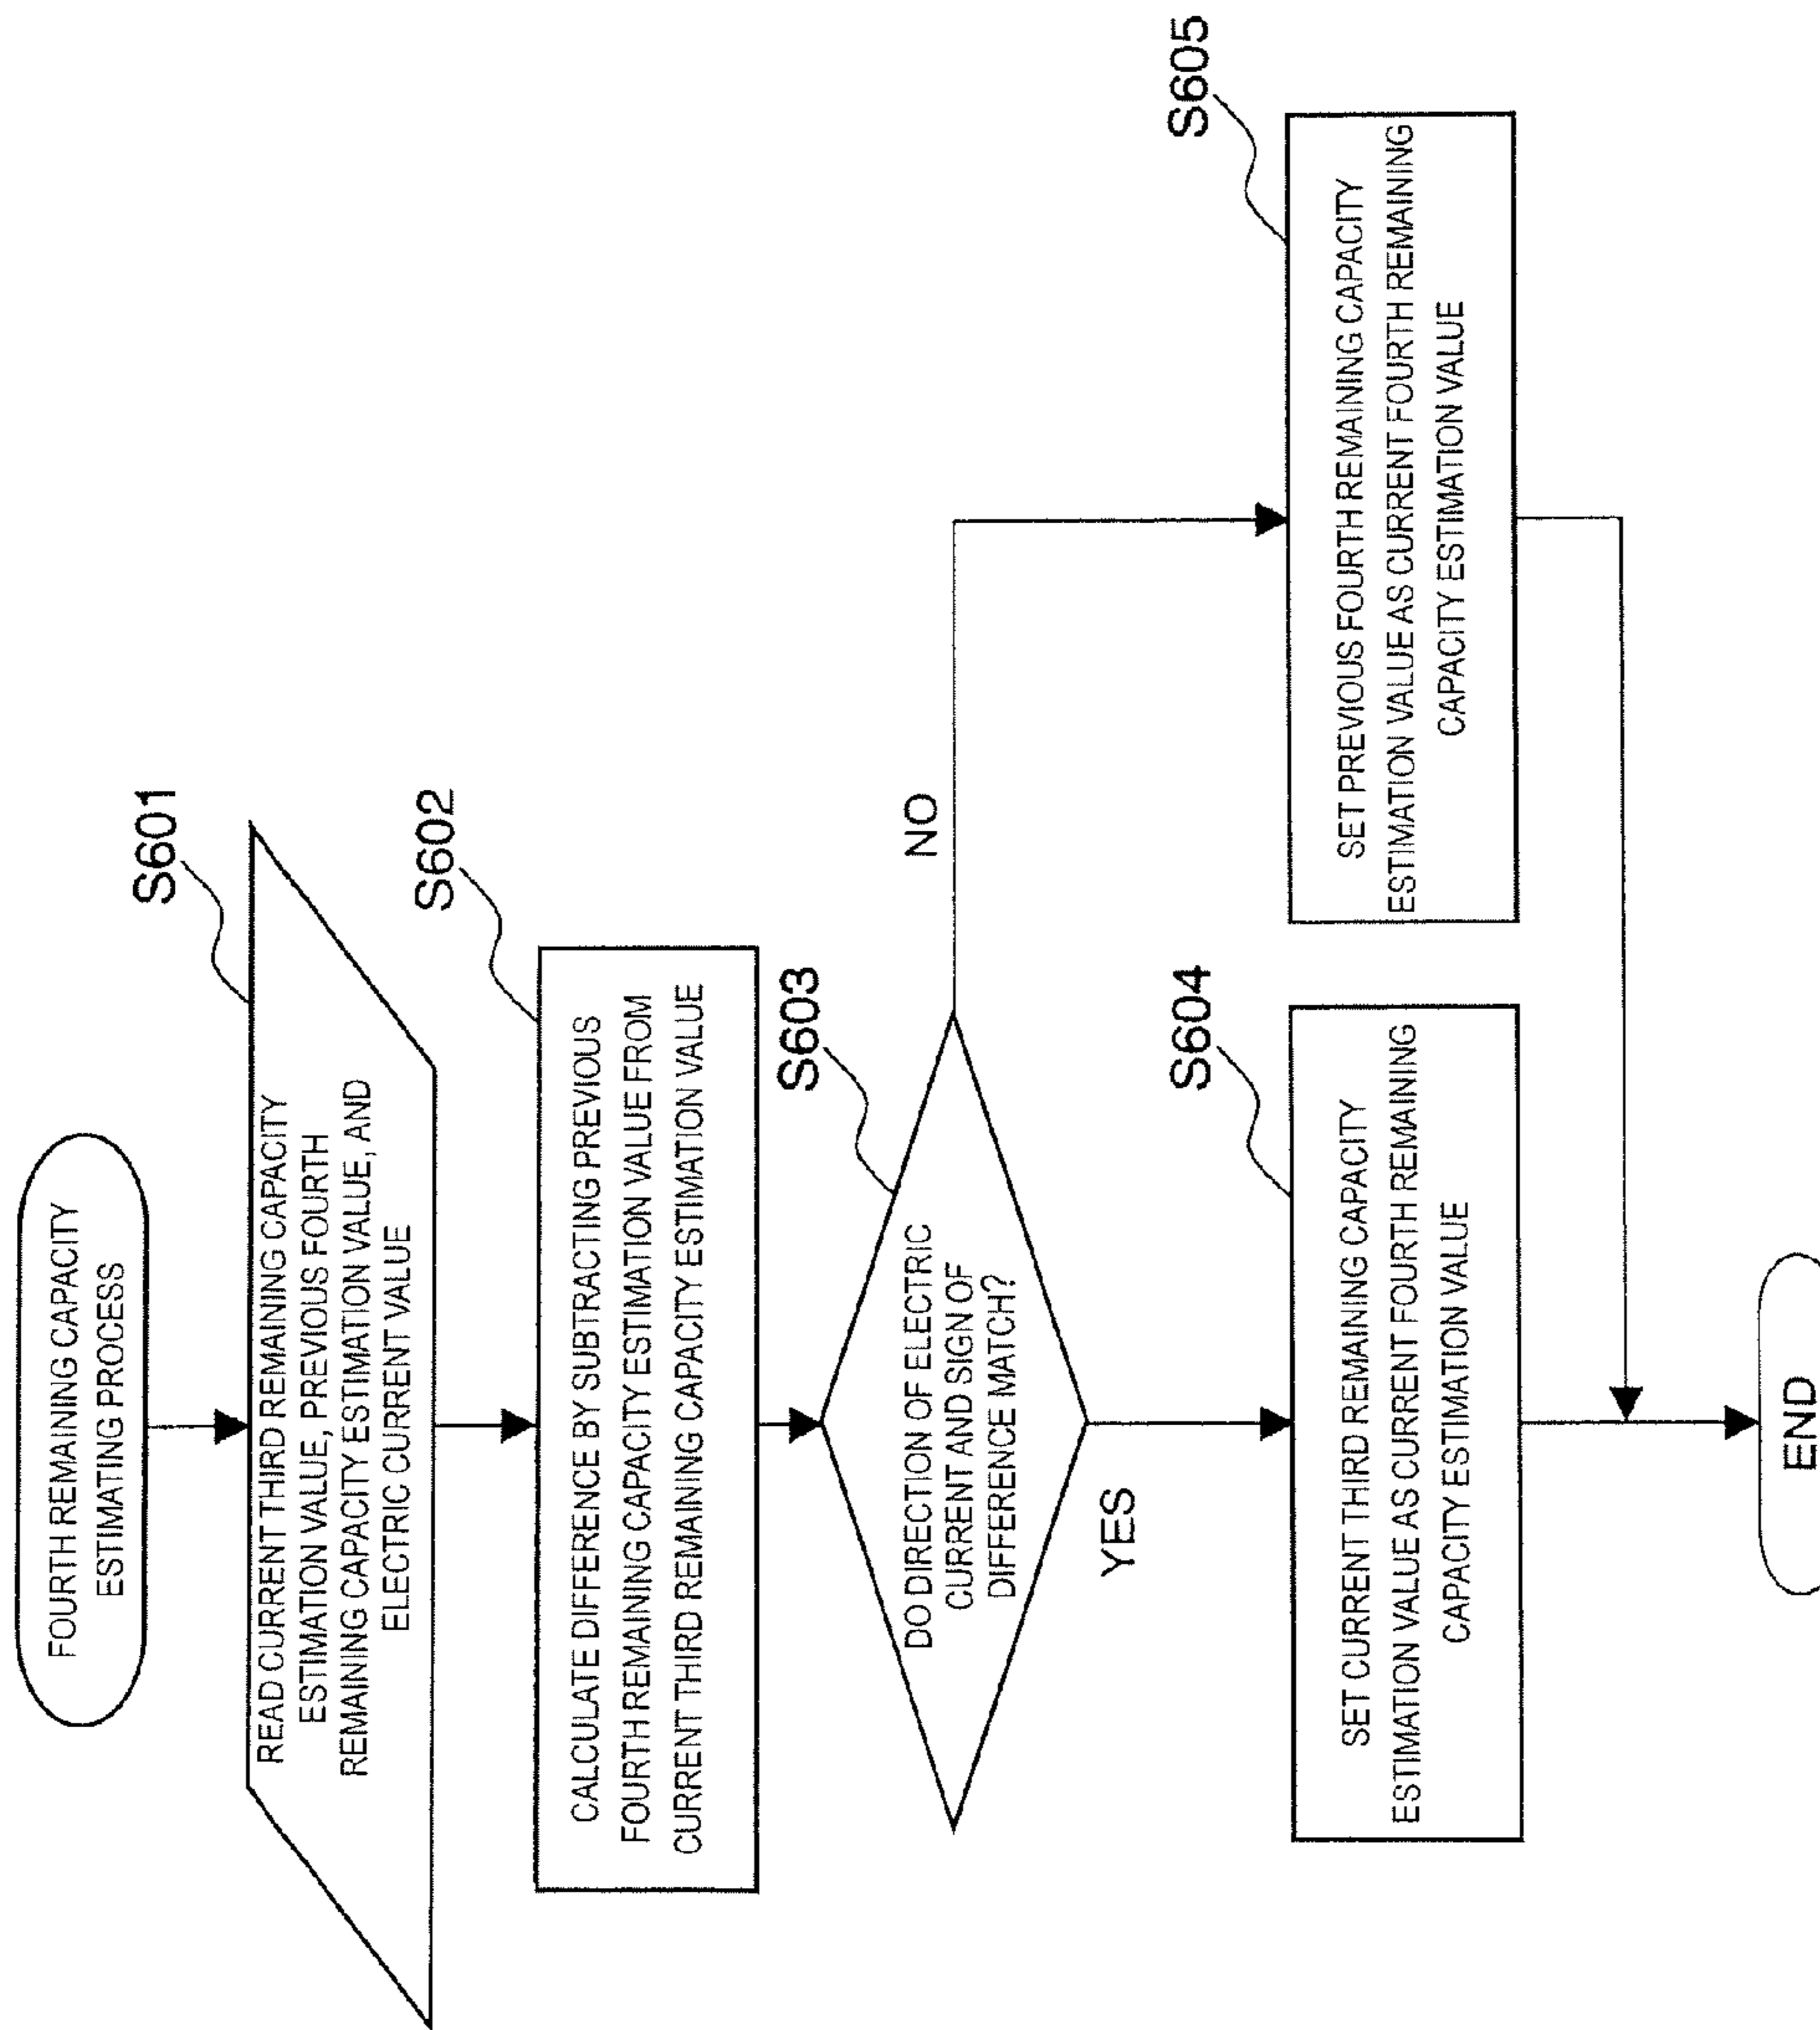 FOURTH REMAINING CAPACITY
ESTIMATING PROCESS
S601
READ CURRENT THIRD REMAINING CAPACITY
ESTIMATION VALUE, PREVIOUS FOURTH
REMAINING CAPACITY ESTIMATION VALUE, AND
ELECTRIC CURRENT VALUE
S602
CALCULATE DIFFERENCE BY SUBTRACTING PREVIOUS
FOURTH REMAINING CAPACITY ESTIMATION VALUE FROM
CURRENT THIRD REMAINING CAPACITY ESTIMATION VALUE
S603
DO DIRECTION OF ELECTRIC
CURRENT AND SIGN OF
DIFFERENCE MATCH?
NO
YES
S604
SET CURRENT THIRD REMAINING CAPACITY
ESTIMATION VALUE AS CURRENT FOURTH REMAINING
CAPACITY ESTIMATION VALUE
S605
SET PREVIOUS FOURTH REMAINING CAPACITY
ESTIMATION VALUE AS CURRENT FOURTH REMAINING
CAPACITY ESTIMATION VALUE
END